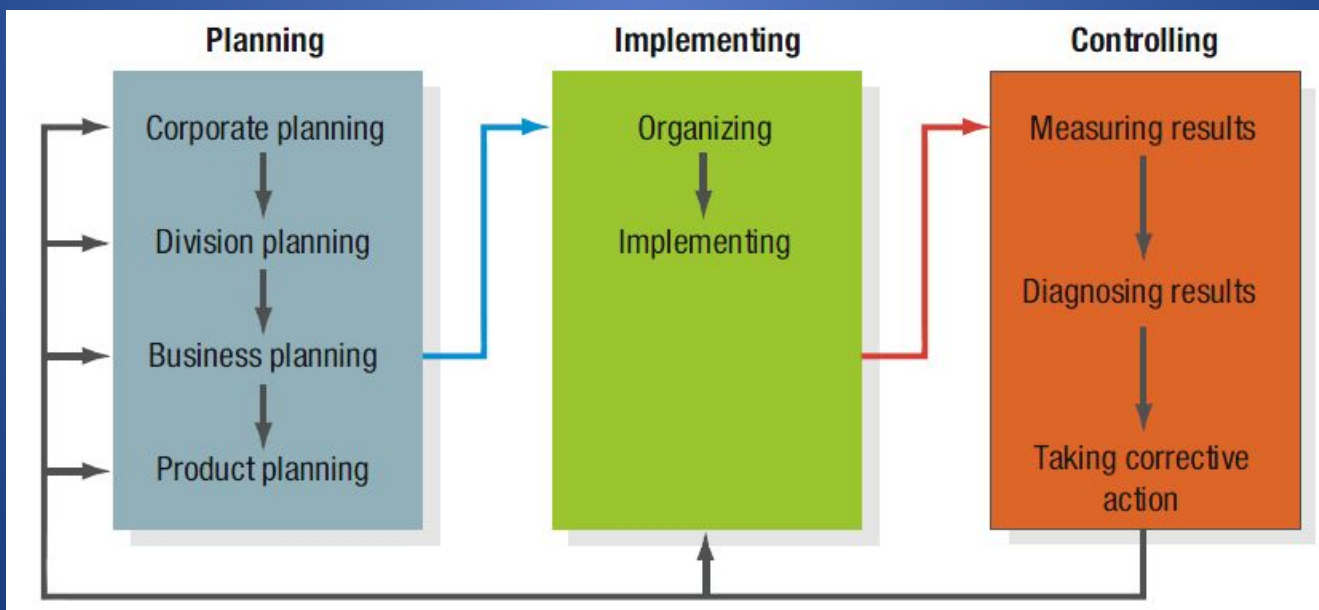 Planning
Corporate planning
Division planning
Business planning
Product planning
Implementing
Organizing
Implementing
Controlling
Measuring results
Diagnosing results
Taking corrective
action